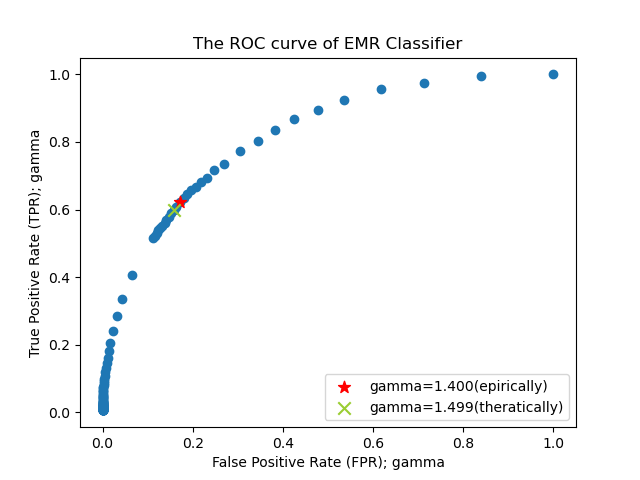 The ROC curve of EMR Classifier
True Positive Rate (TPR); gamma
1.0
0.8
0.6
0.4
0.2
0.0
0.0 0.2 0.4 0.6 0.8 1.0
False Positive Rate (FPR); gamma
gamma=1.400(epirically)
gamma=1.499(theratically)